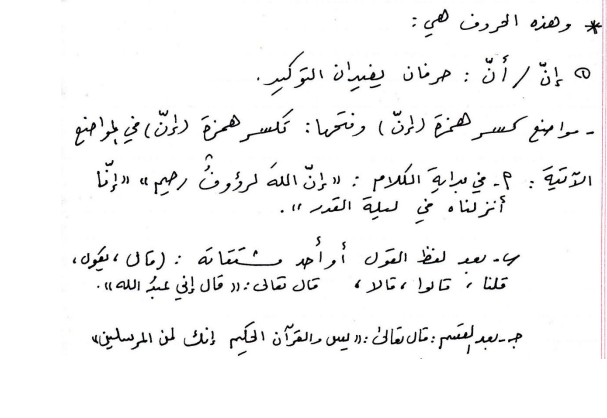 * وهذه الحروف هي:
١) إنّ / أنّ : حرفان يفيدان التوكيد.
- مواضع كسر همزة (إنّ) وفتحها: تكسر همزة (إنّ) في المواضع
الآتية: أ- في بداية الكلام: "إنّ اللهَ لرؤوفٌ رحيم" "إنّا
أنزلناه في ليلة القدر".
ب- بعد لفظ القول أو أحد مشتقاته: (قال، يقول،
قلنا، قالوا، قالا، قال تعالى: "قال إني عبدُ الله".
جـ- بعد القسم: قال تعالى: "يس والقرآن الحكيم إنك لمن المرسلين"